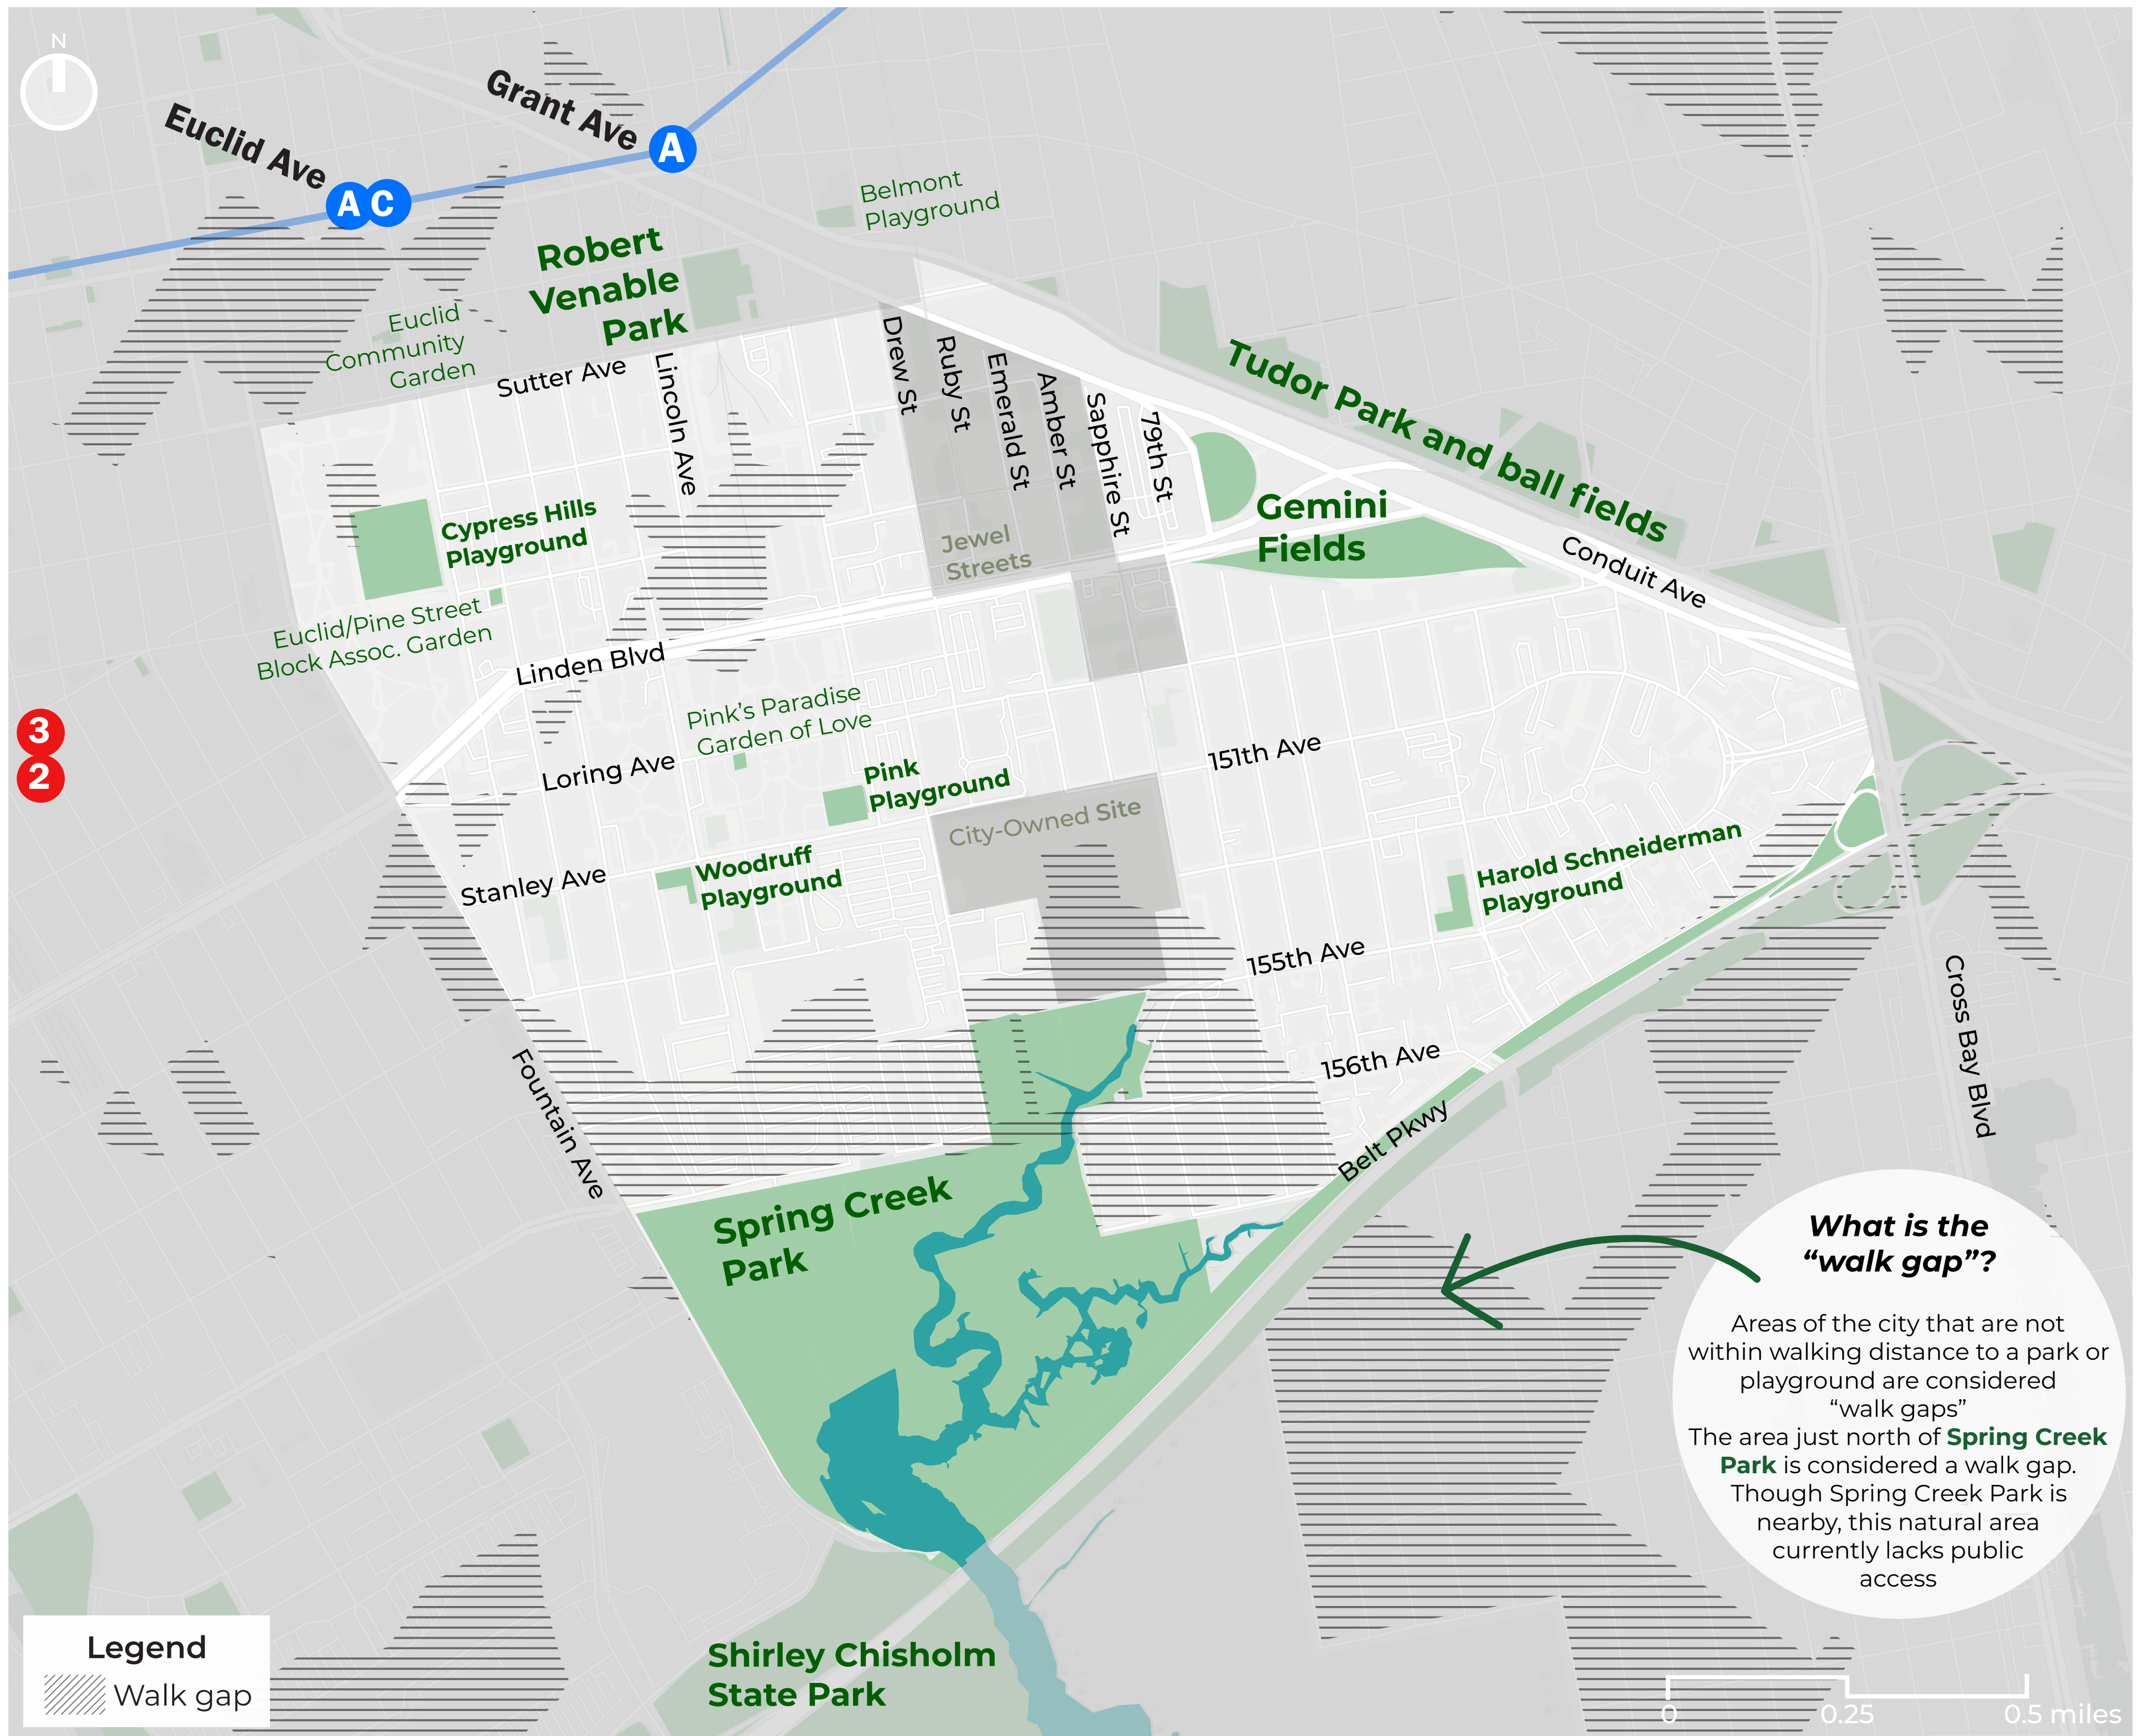 N
Grant Ave
A
Euclid Ave
A C
Belmont
Playground
Robert
Venable
Park
Euclid
Community
Garden
Sutter Ave
Lincoln Ave
Drew St
Ruby St
Emerald St
Amber St
Sapphire St
79th St
Tudor Park and ball fields
Cypress Hills
Playground
Jewel
Streets
Gemini
Fields
Conduit Ave
Euclid/Pine Street
Block Assoc. Garden
Linden Blvd
3
2
Pink's Paradise
Garden of Love
Loring Ave
Pink
Playground
151th Ave
City-Owned Site
Woodruff
Playground
Stanley Ave
Harold Schneiderman
Playground
155th Ave
Cross Bay Blvd
156th Ave
Fountain Ave
Belt Pkwy
Spring Creek
Park
What is the
“walk gap”?
Areas of the city that are not
within walking distance to a park or
playground are considered
“walk gaps”
The area just north of Spring Creek
Park is considered a walk gap.
Though Spring Creek Park is
nearby, this natural area
currently lacks public
access
Shirley Chisholm
State Park
Legend
Walk gap
0 0.25 0.5 miles